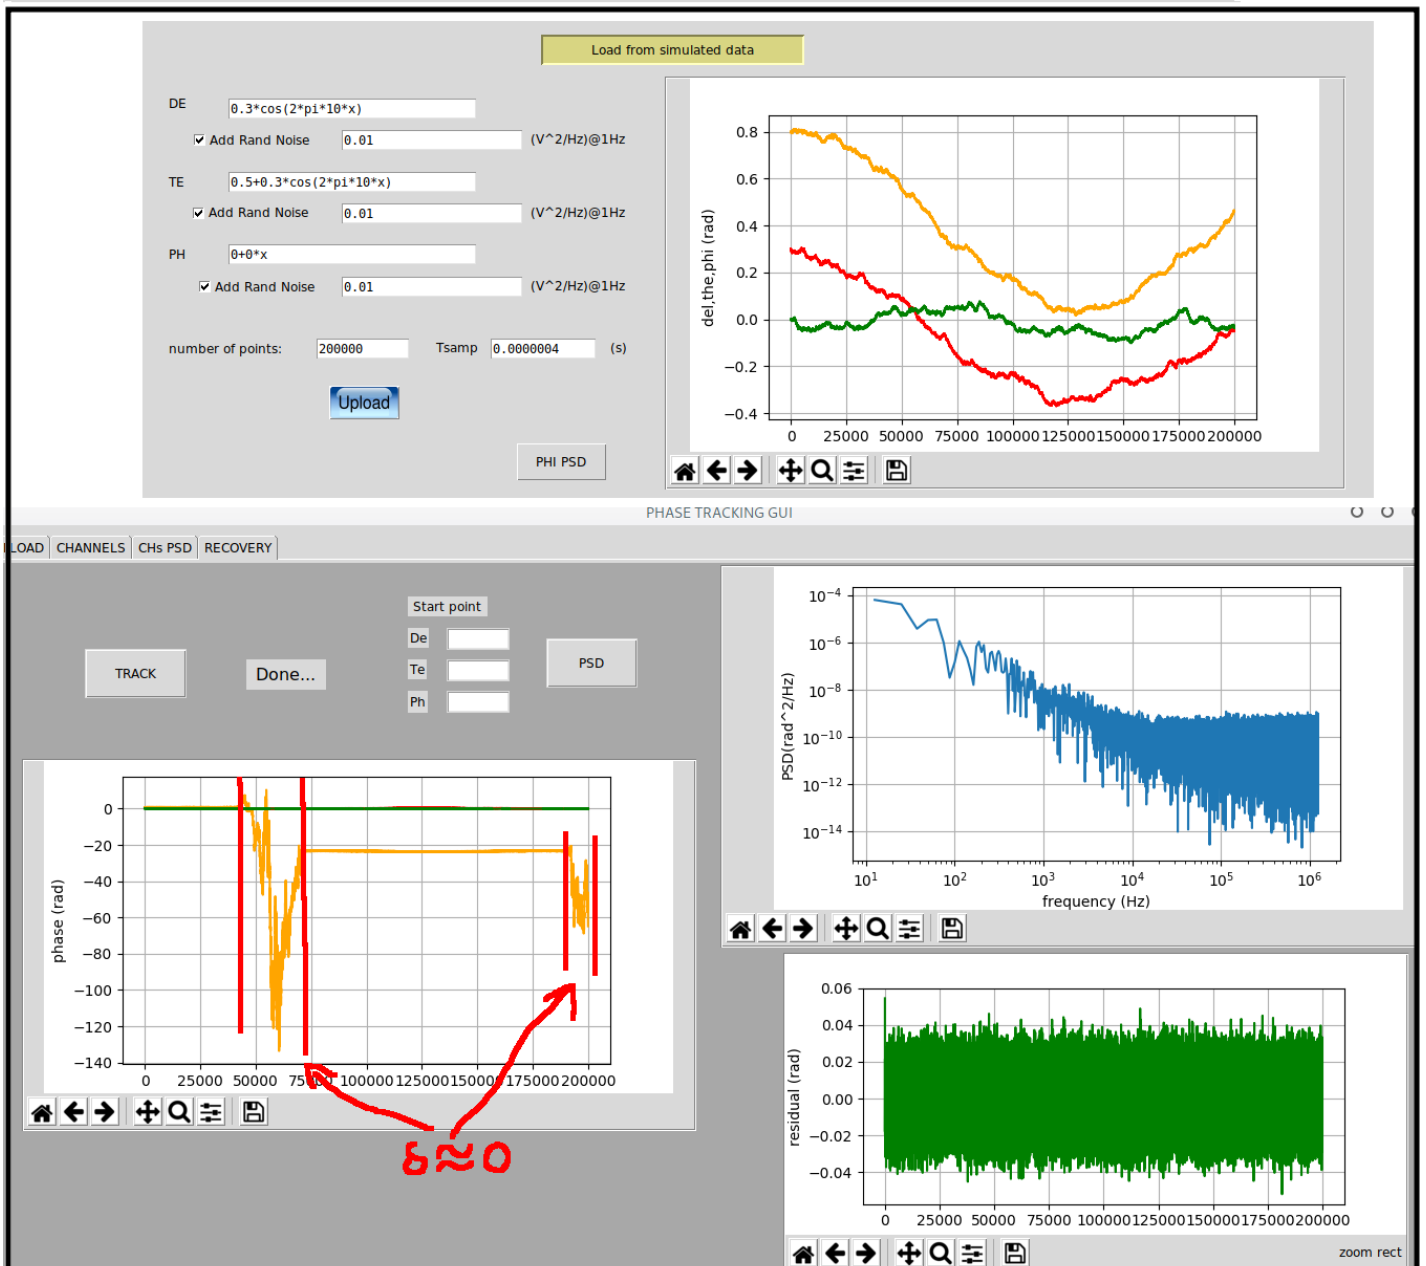 Load from simulated data
DE 0.3*cos(2*pi*10*x)
Add Rand Noise 0.01 (V^2/Hz)@1Hz
TE 0.5+0.3*cos(2*pi*10*x)
Add Rand Noise 0.01 (V^2/Hz)@1Hz
PH 0+0*x
Add Rand Noise 0.01 (V^2/Hz)@1Hz
number of points: 200000 Tsamp 0.0000004 (s)
Upload
PHI PSD
del,the,phi (rad)
0.8
0.6
0.4
0.2
0.0
−0.2
−0.4
0 25000 50000 75000 100000 125000 150000 175000 200000
PHASE TRACKING GUI
LOAD CHANNELS CHs PSD RECOVERY
Start point
De
Te
Ph
TRACK Done... PSD
phase (rad)
0
−20
−40
−60
−80
−100
−120
−140
0 25000 50000 75000 100000 125000 150000 175000 200000
δ≈0
PSD(rad^2/Hz)
10−4
10−6
10−8
10−10
10−12
10−14
101 102 103 104 105 106
frequency (Hz)
residual (rad)
0.06
0.04
0.02
0.00
−0.02
−0.04
0 25000 50000 75000 100000 125000 150000 175000 200000
zoom rect